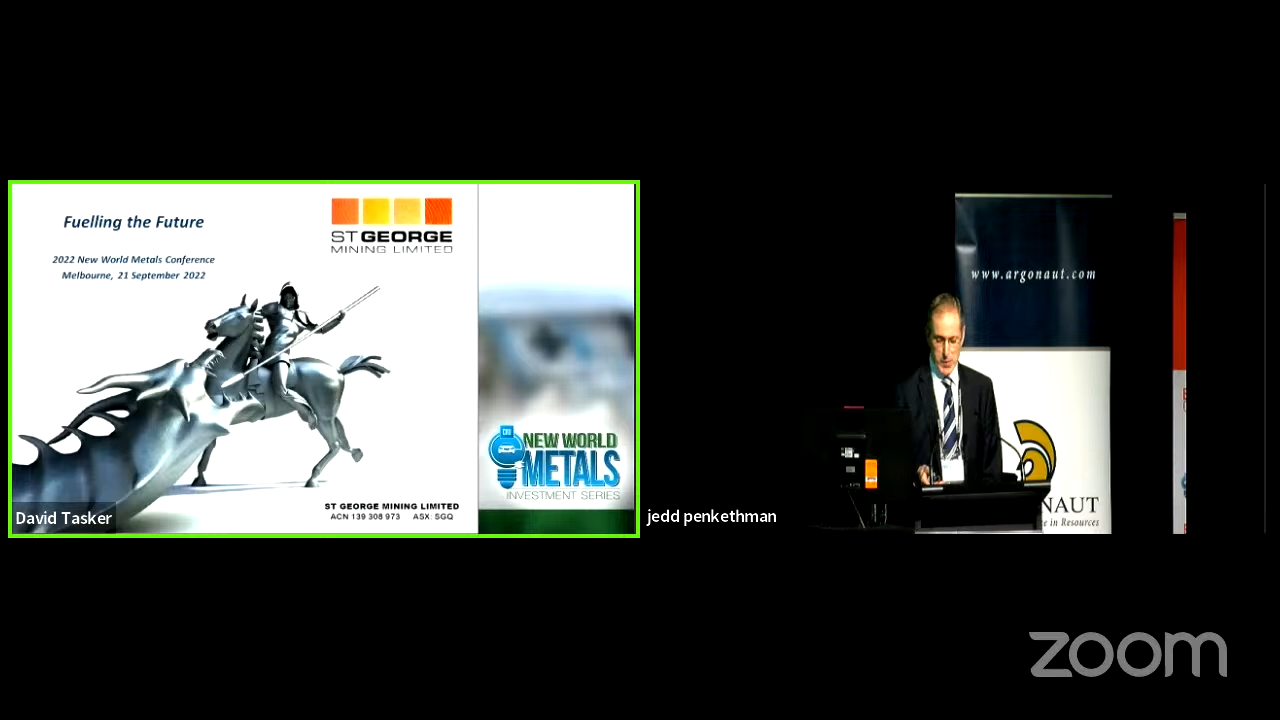 Fuelling the Future
2022 New World Metals Conference
Melbourne, 21 September 2022
ST GEORGE
MINING LIMITED
ST GEORGE MINING LIMITED
ACN 139 308 973 ASX: SGQ
David Tasker
NEW WORLD
METALS
INVESTMENT SERIES
www.argonaut.com
NAUT
e in Resources
jedd penkethman
zoom